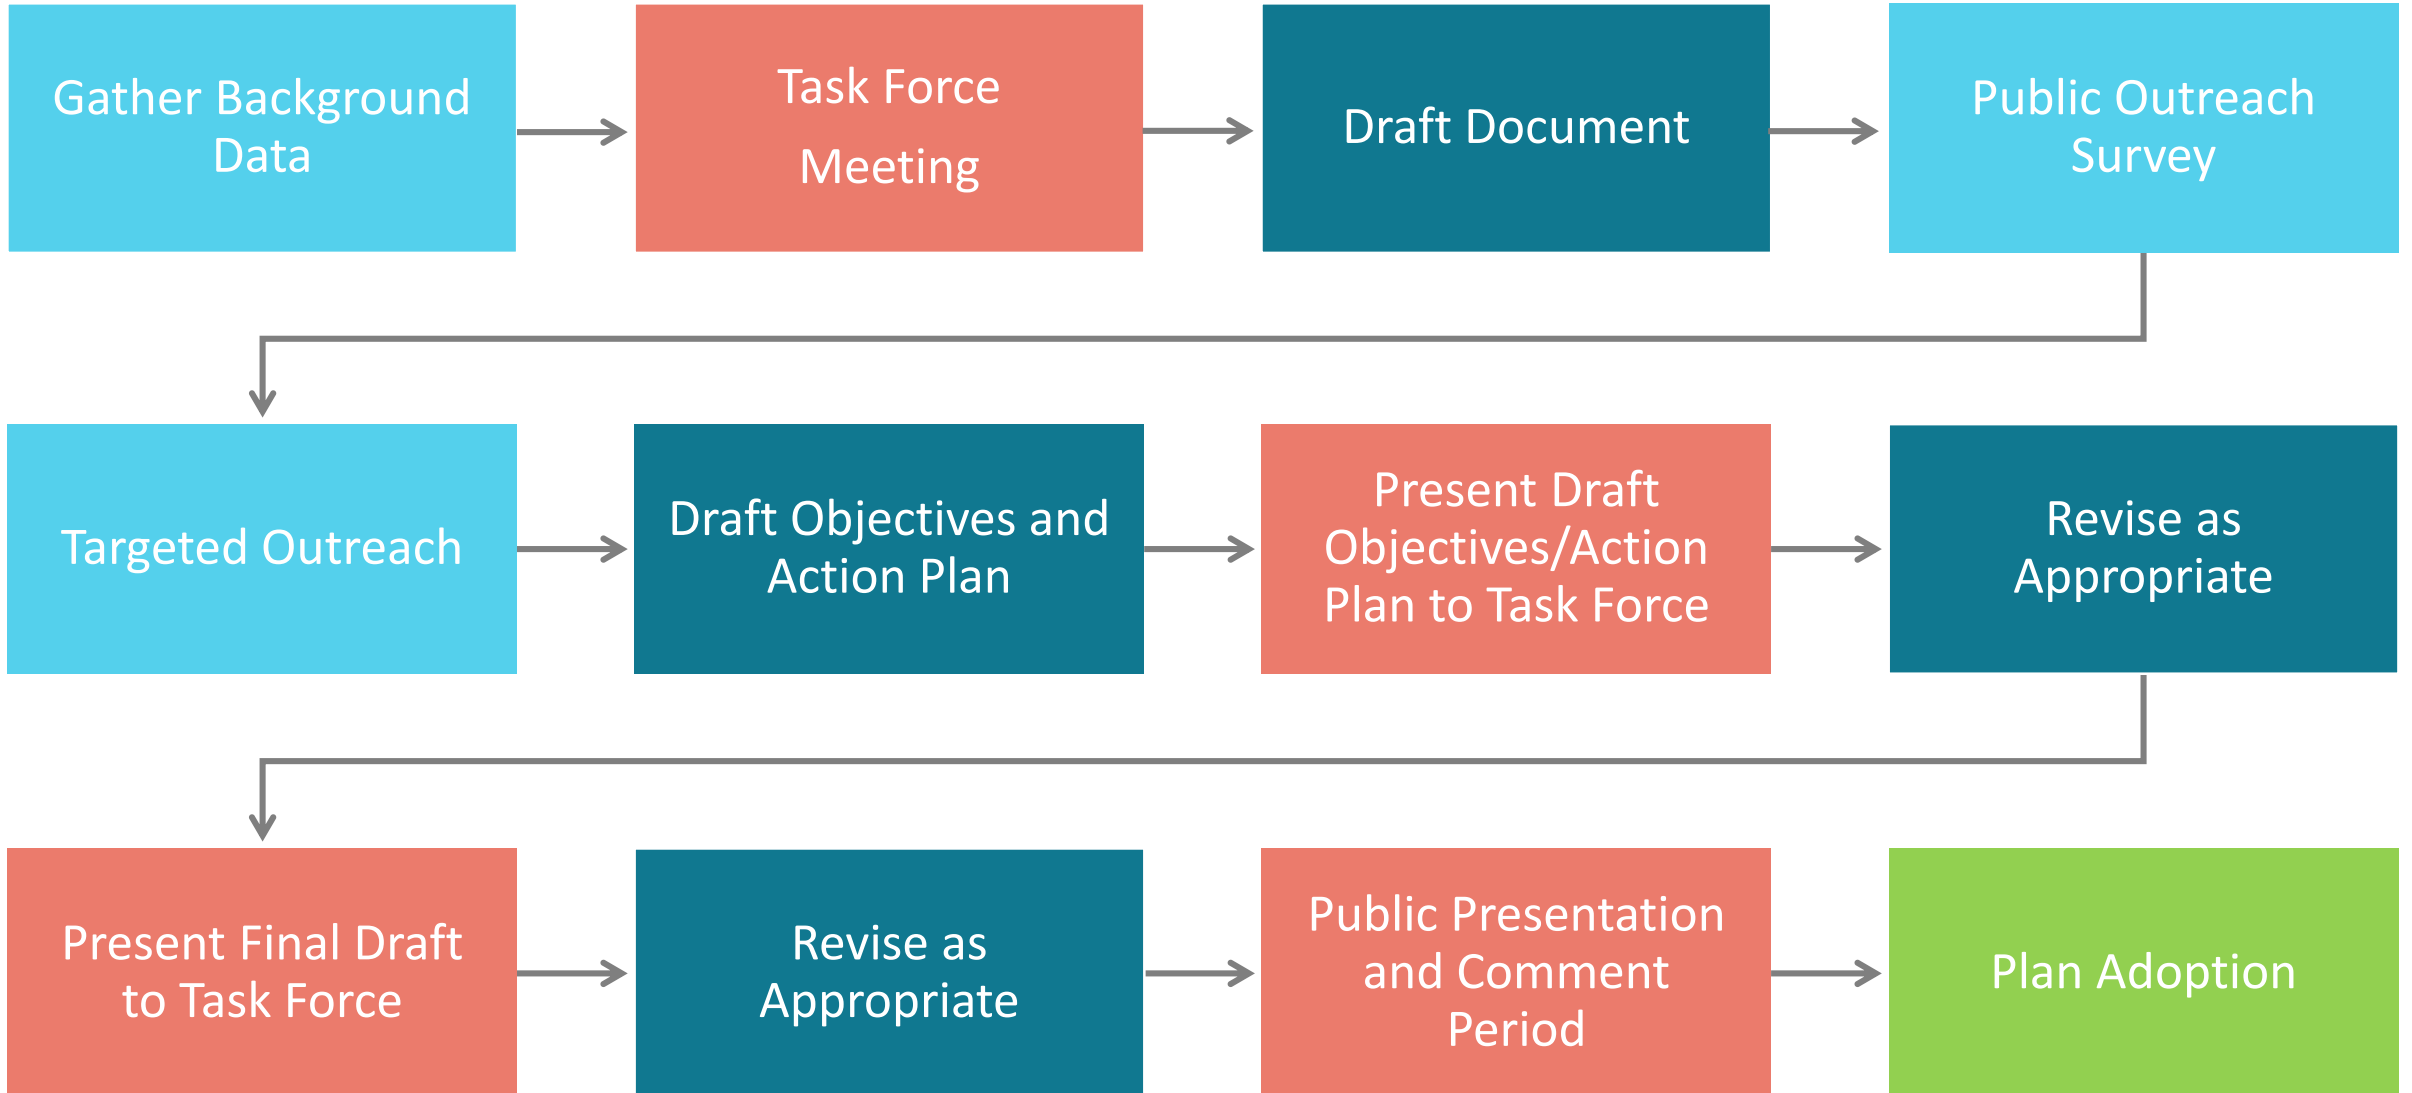 Gather Background
Data
Task Force
Meeting
Draft Document
Public Outreach
Survey
Targeted Outreach
Draft Objectives and
Action Plan
Present Draft
Objectives/Action
Plan to Task Force
Revise as
Appropriate
Present Final Draft
to Task Force
Revise as
Appropriate
Public Presentation
and Comment
Period
Plan Adoption